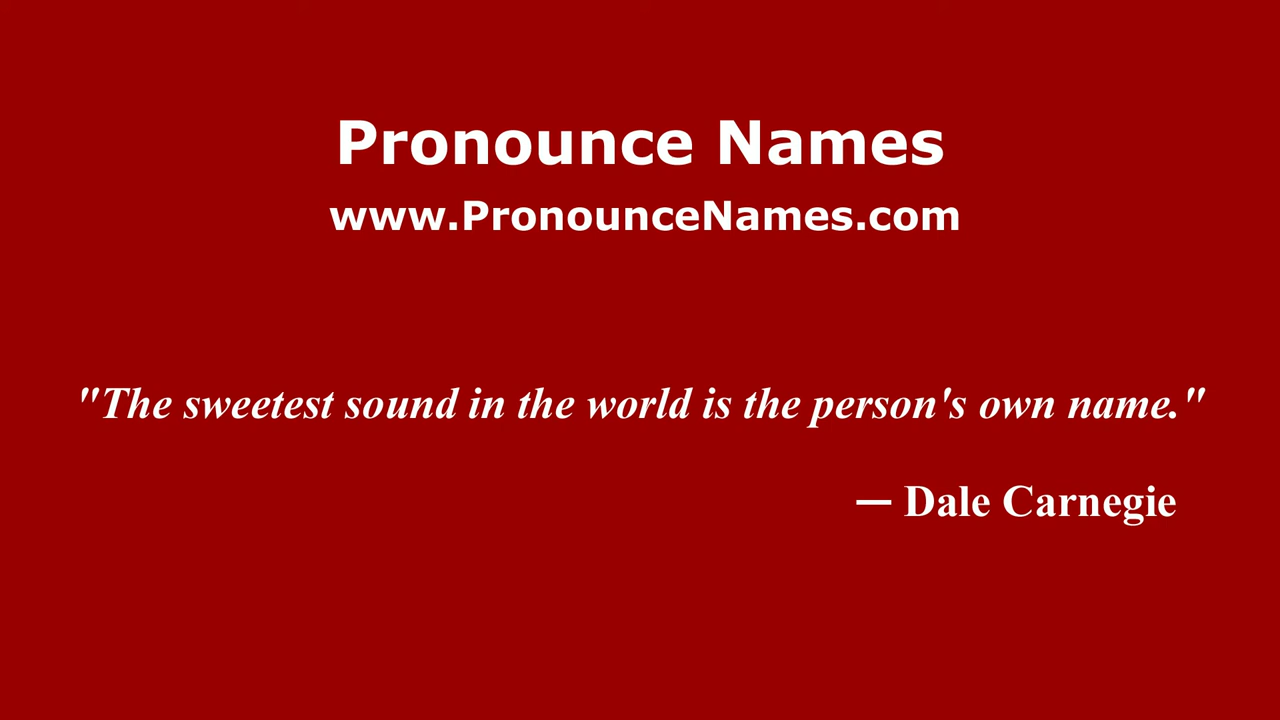 Pronounce Names
www.PronounceNames.com
"The sweetest sound in the world is the person's own name."
— Dale Carnegie